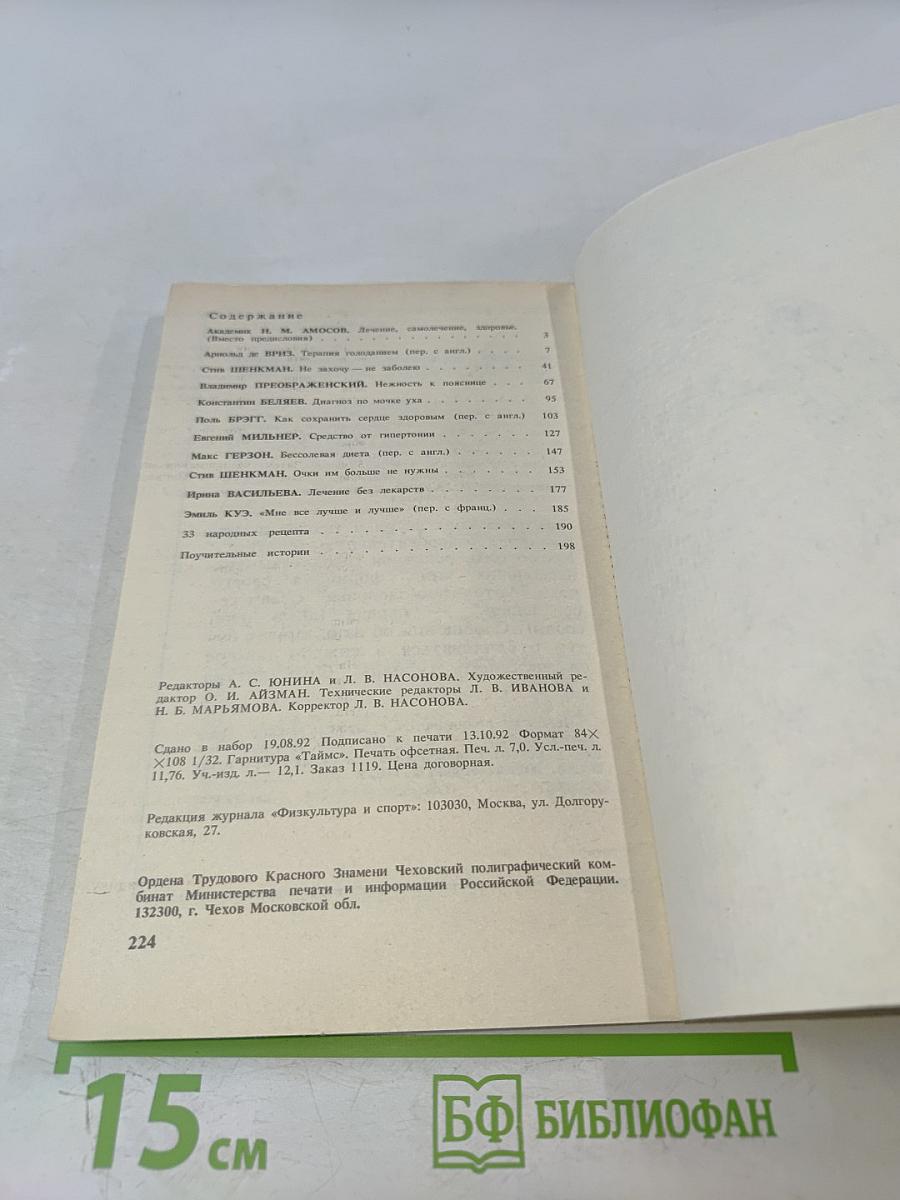 Содержание
Академик Н. М. АМОСОВ. Лечение, самолечение, здоровье.
(Вместо предисловия) . . . . . . . . . . . . . . . 3
Арнольд де ВРИЗ. Терапия голоданием (пер. с англ.) . . . . 7
Стив ШЕНКМАН. Не захочу — не заболею . . . . . . . . 41
Владимир ПРЕОБРАЖЕНСКИЙ. Нежность к пояснице . . . 67
Константин БЕЛЯЕВ. Диагноз по мочке уха . . . . . . . . 95
Поль БРЭГГ. Как сохранить сердце здоровым (пер. с англ.) 103
Евгений МИЛЬНЕР. Средство от гипертонии . . . . . . . 127
Макс ГЕРЗОН. Бессолевая диета (пер. с англ.) . . . . . . 147
Стив ШЕНКМАН. Очки им больше не нужны . . . . . . . 153
Ирина ВАСИЛЬЕВА. Лечение без лекарств . . . . . . . . 177
Эмиль КУЭ. «Мне все лучше и лучше» (пер. с франц.) . . . 185
33 народных рецепта . . . . . . . . . . . . . . . . 190
Поучительные истории . . . . . . . . . . . . . . . 198
Редакторы А. С. ЮНИНА и Л. В. НАСОНОВА. Художественный ре-
дактор О. И. АЙЗМАН. Технические редакторы Л. В. ИВАНОВА и
Н. Б. МАРЬЯМОВА. Корректор Л. В. НАСОНОВА.
Сдано в набор 19.08.92 Подписано к печати 13.10.92 Формат 84×
×108 1/32. Гарнитура «Таймс». Печать офсетная. Печ. л. 7,0. Усл.-печ. л.
11,76. Уч.-изд. л.— 12,1. Заказ 1119. Цена договорная.
Редакция журнала «Физкультура и спорт»: 103030, Москва, ул. Долгору-
ковская, 27.
Ордена Трудового Красного Знамени Чеховский полиграфический ком-
бинат Министерства печати и информации Российской Федерации.
132300, г. Чехов Московской обл.
224
15 см
БФ БИБЛИОФАН